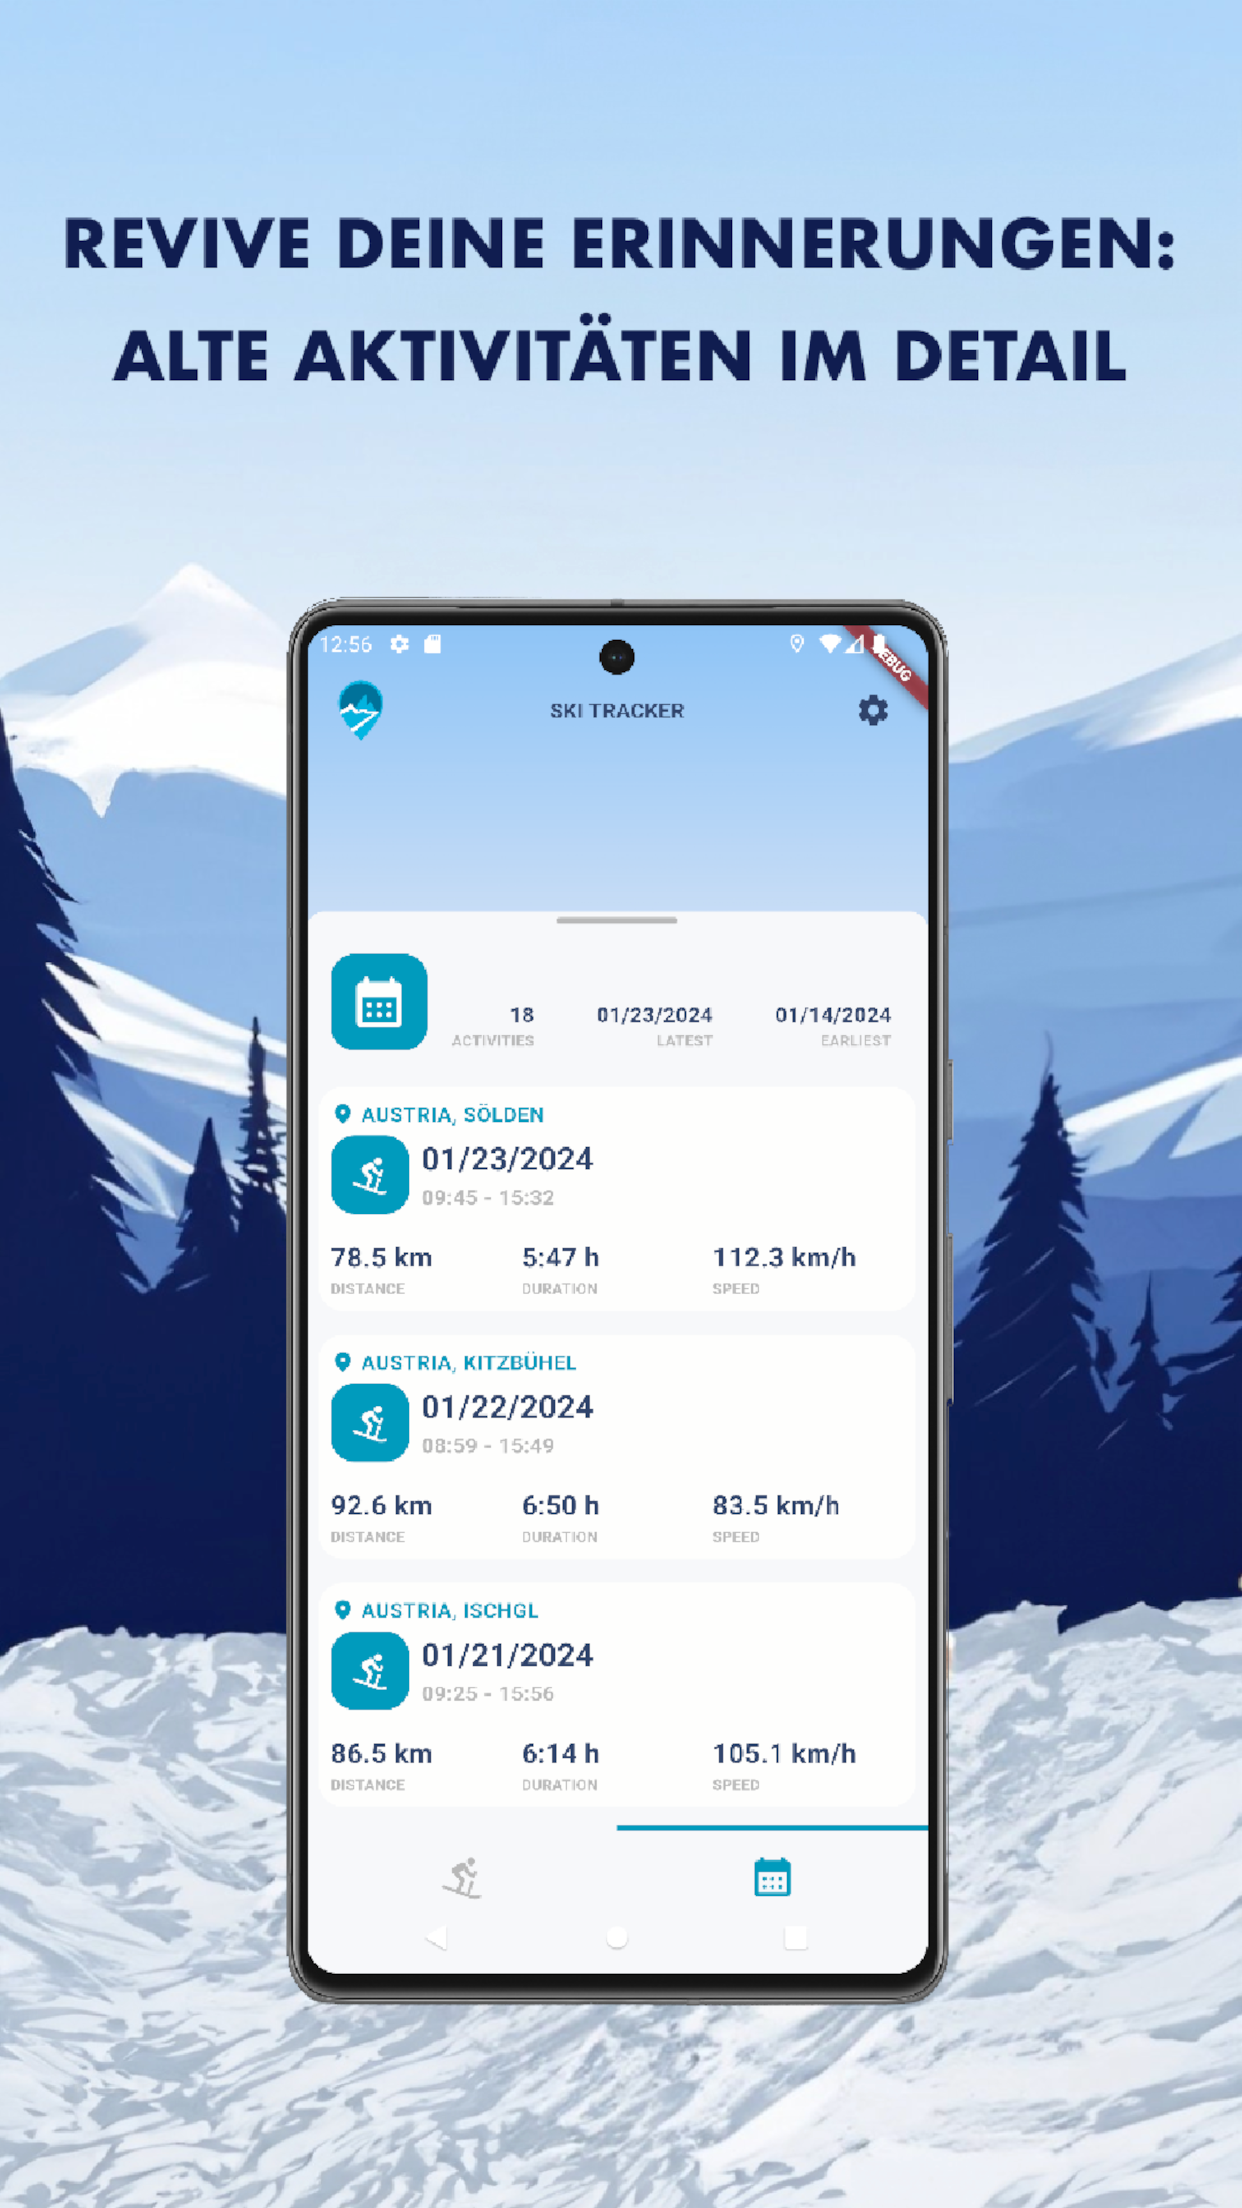 REVIVE DEINE ERINNERUNGEN:
ALTE AKTIVITÄTEN IM DETAIL
12:56
SKI TRACKER
18 01/23/2024 01/14/2024
ACTIVITIES LATEST EARLIEST
AUSTRIA, SÖLDEN
01/23/2024
09:45 - 15:32
78.5 km 5:47 h 112.3 km/h
DISTANCE DURATION SPEED
AUSTRIA, KITZBÜHEL
01/22/2024
08:59 - 15:49
92.6 km 6:50 h 83.5 km/h
DISTANCE DURATION SPEED
AUSTRIA, ISCHGL
01/21/2024
09:25 - 15:56
86.5 km 6:14 h 105.1 km/h
DISTANCE DURATION SPEED